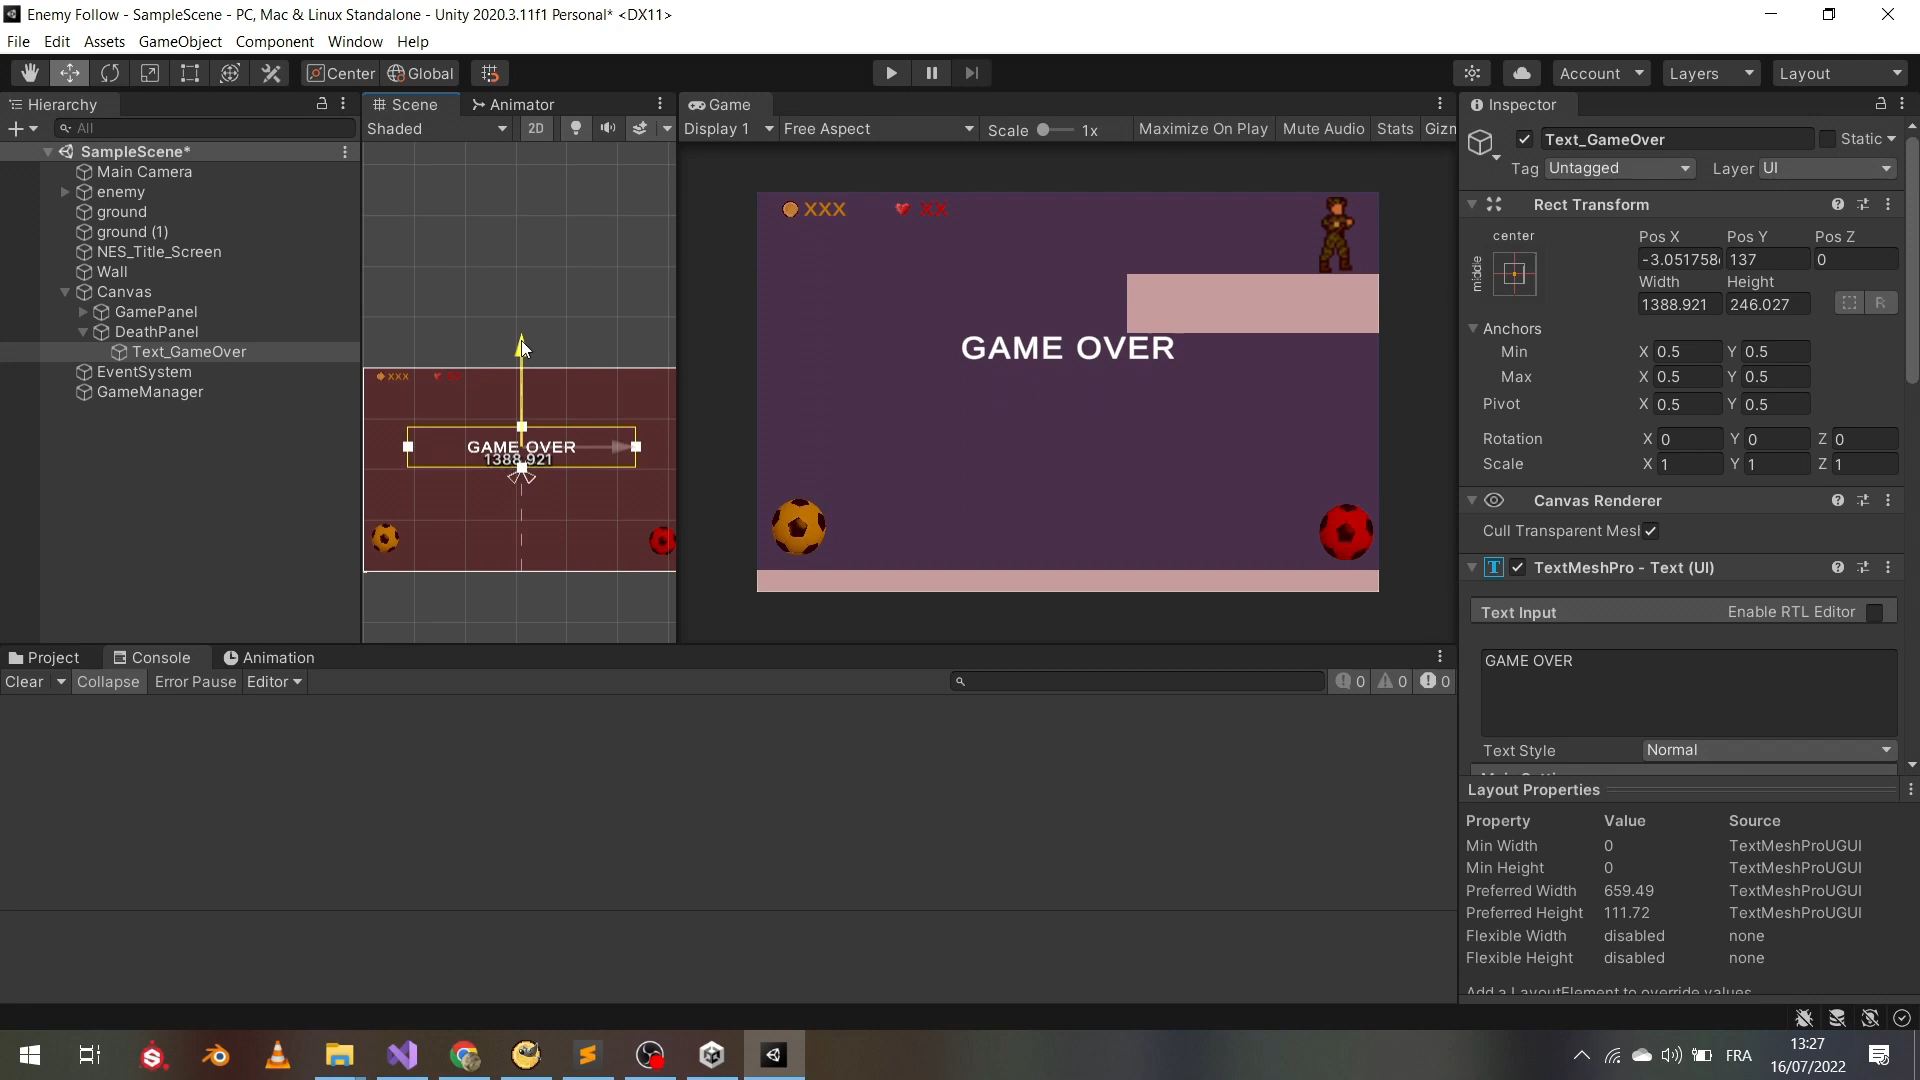 Enemy Follow - SampleScene - PC, Mac & Linux Standalone - Unity 2020.3.11f1 Personal* <DX11>
File Edit Assets GameObject Component Window Help
Center Global
Account Layers Layout
Hierarchy
All
SampleScene*
Main Camera
enemy
ground
ground (1)
NES_Title_Screen
Wall
Canvas
GamePanel
DeathPanel
Text_GameOver
EventSystem
GameManager
Scene Animator
Shaded 2D
XXX
GAME OVER
1388.921
Game
Display 1 Free Aspect Scale 1x Maximize On Play Mute Audio Stats Gizn
XXX XX
GAME OVER
Inspector
Text_GameOver Static
Tag Untagged Layer UI
Rect Transform
center
middle
Pos X Pos Y Pos Z
-3.051758 137 0
Width Height
1388.921 246.027 R
Anchors
Min X 0.5 Y 0.5
Max X 0.5 Y 0.5
Pivot X 0.5 Y 0.5
Rotation X 0 Y 0 Z 0
Scale X 1 Y 1 Z 1
Canvas Renderer
Cull Transparent Mesl
TextMeshPro - Text (UI)
Text Input Enable RTL Editor
GAME OVER
Text Style Normal
Layout Properties
Property Value Source
Min Width 0 TextMeshProUGUI
Min Height 0 TextMeshProUGUI
Preferred Width 659.49 TextMeshProUGUI
Preferred Height 111.72 TextMeshProUGUI
Flexible Width disabled none
Flexible Height disabled none
Add a LayoutElement to override values
Project Console Animation
Clear Collapse Error Pause Editor
0 0 0
FRA
13:27
16/07/2022